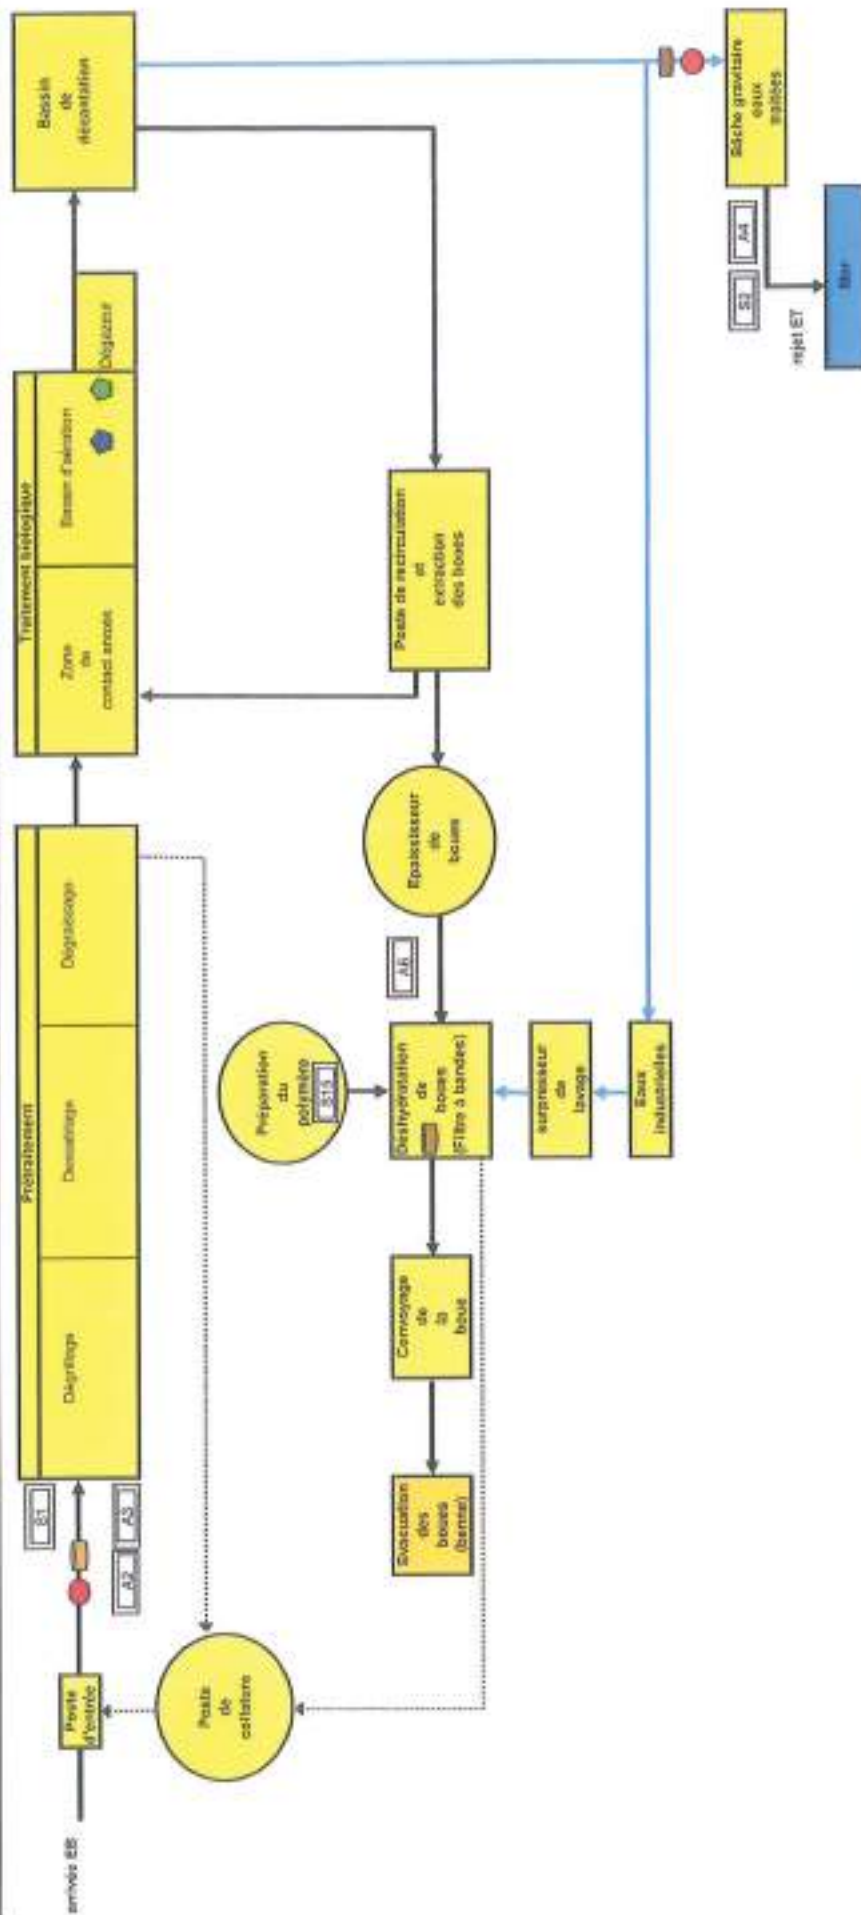 arrivée EB
Poste
d'entrée
S1
A2
A3
Prétraitement
Dégrillage
Dessablage
Dégraissage
Traitement biologique
Zone
de
contact anoxie
Bassin d'aération
Dégazeur
Bassin
de
décantation
Poste
de
collature
Préparation
du
polymère
S15
Evacuation
des
boues
(benne)
Convoyage
de
la
boue
Déshydratation
de
boues
(Filtre à bandes)
A6
Epaississeur
de
boues
Poste de recirculation
et
extraction
des boues
surpresseur
de
lavage
Eaux
industrielles
Bâche gravitaire
eaux
traitées
S2
A4
rejet ET
Mer